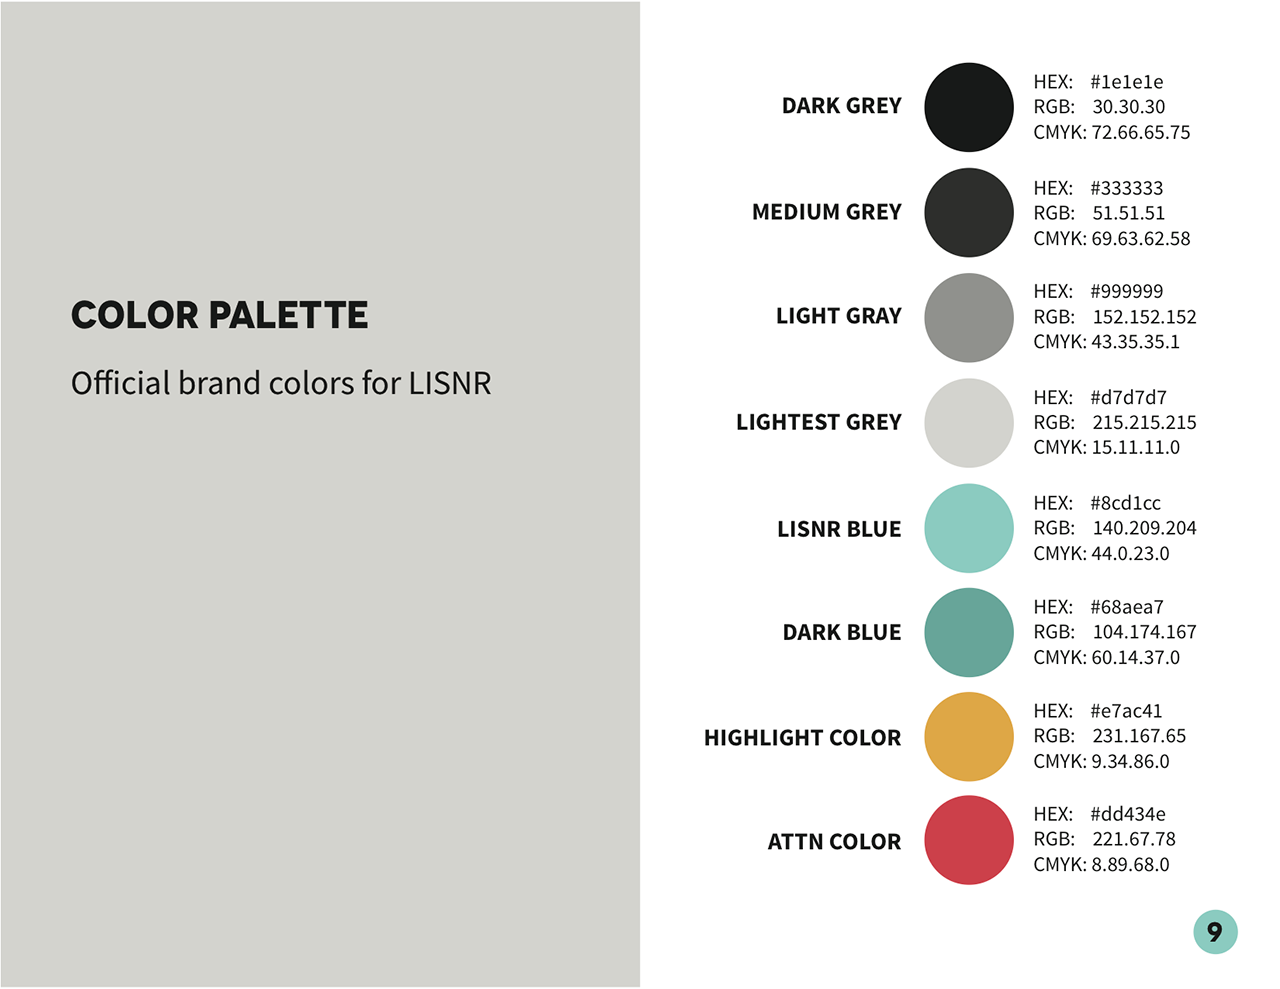 COLOR PALETTE
Official brand colors for LISNR
DARK GREY
HEX: #1e1e1e
RGB: 30.30.30
CMYK: 72.66.65.75
MEDIUM GREY
HEX: #333333
RGB: 51.51.51
CMYK: 69.63.62.58
LIGHT GRAY
HEX: #999999
RGB: 152.152.152
CMYK: 43.35.35.1
LIGHTEST GREY
HEX: #d7d7d7
RGB: 215.215.215
CMYK: 15.11.11.0
LISNR BLUE
HEX: #8cd1cc
RGB: 140.209.204
CMYK: 44.0.23.0
DARK BLUE
HEX: #68aea7
RGB: 104.174.167
CMYK: 60.14.37.0
HIGHLIGHT COLOR
HEX: #e7ac41
RGB: 231.167.65
CMYK: 9.34.86.0
ATTN COLOR
HEX: #dd434e
RGB: 221.67.78
CMYK: 8.89.68.0
9